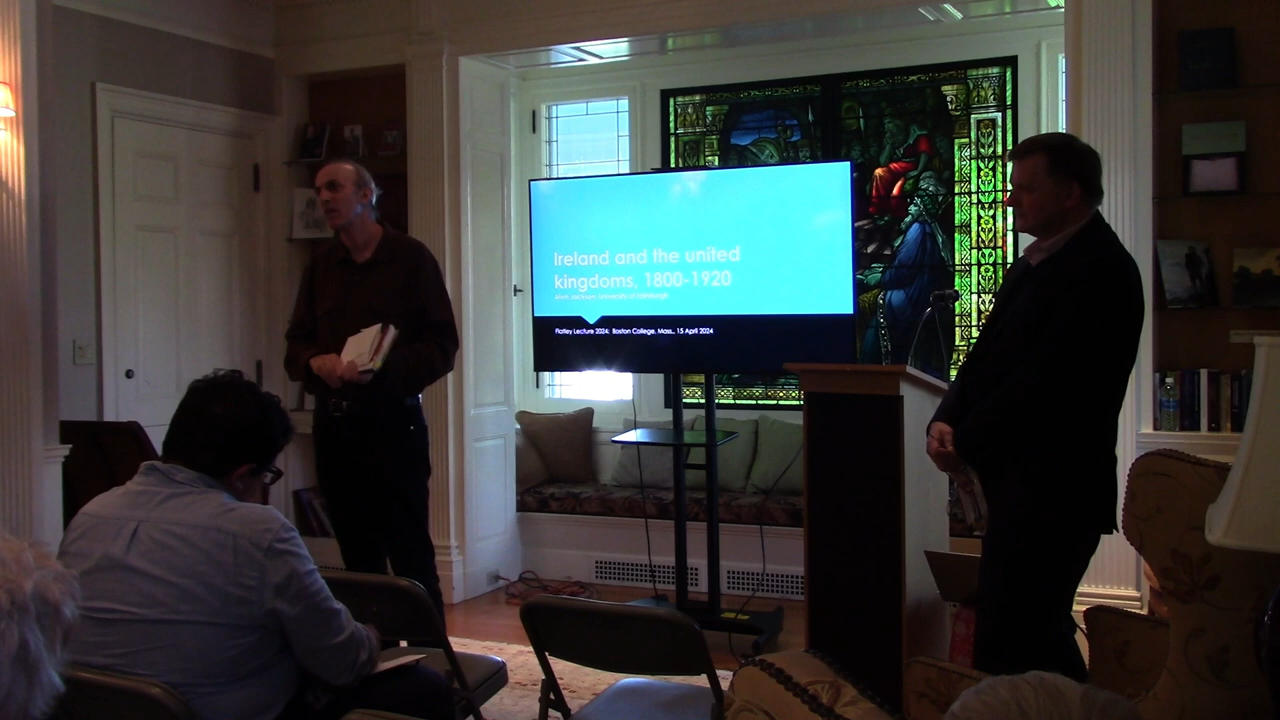 Ireland and the united
kingdoms, 1800-1920
Alvin Jackson, University of Edinburgh
Flatley Lecture 2024: Boston College, Mass., 15 April 2024